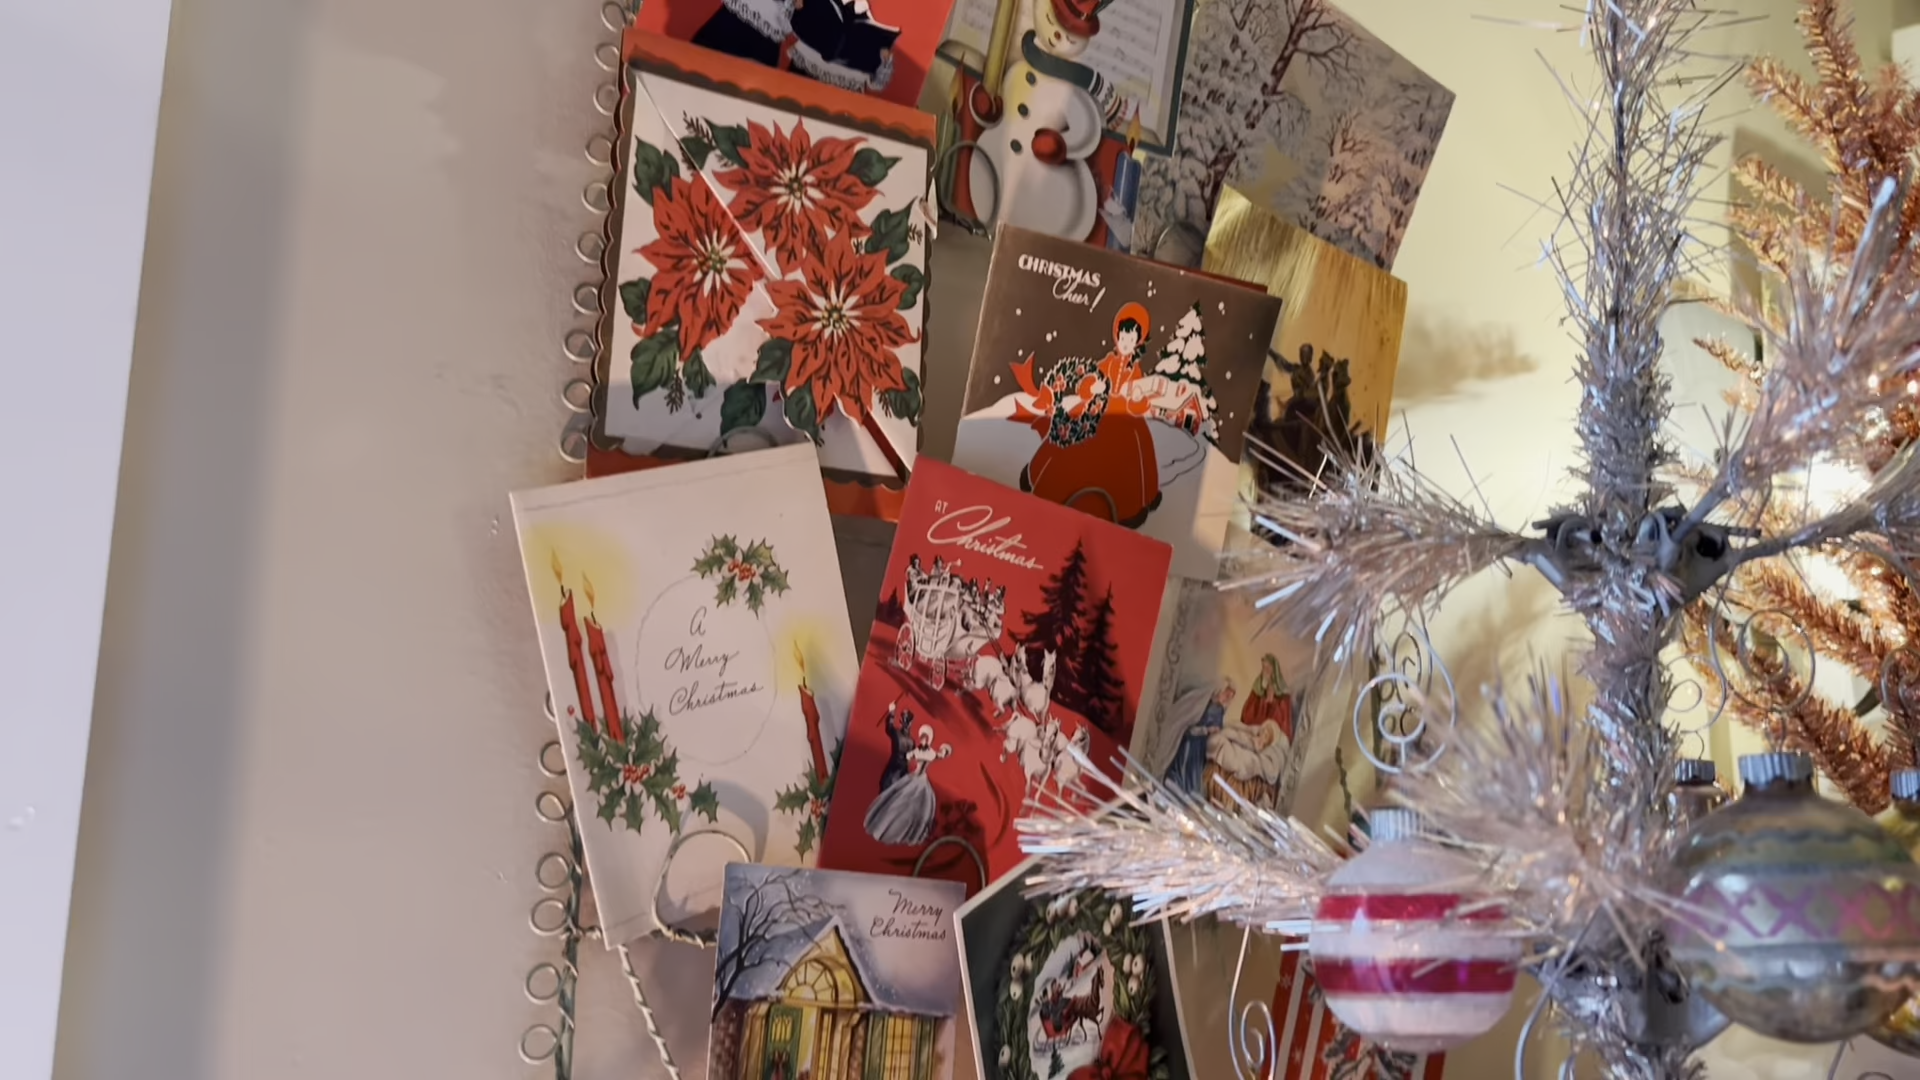 CHRISTMAS
Cheer!
AT
Christmas
A
Merry
Christmas
Merry
Christmas